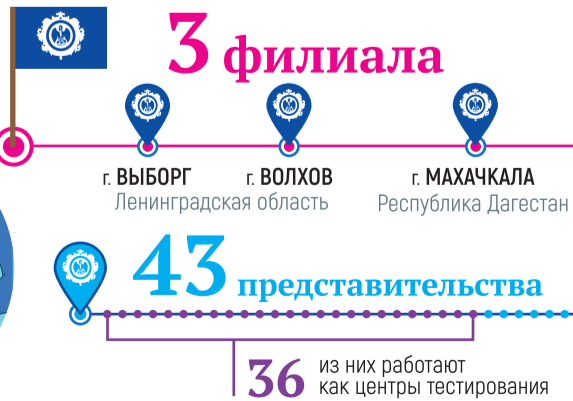 3 филиала
г. ВЫБОРГ г. ВОЛХОВ г. МАХАЧКАЛА
Ленинградская область Республика Дагестан
43 представительства
36 из них работают
как центры тестирования